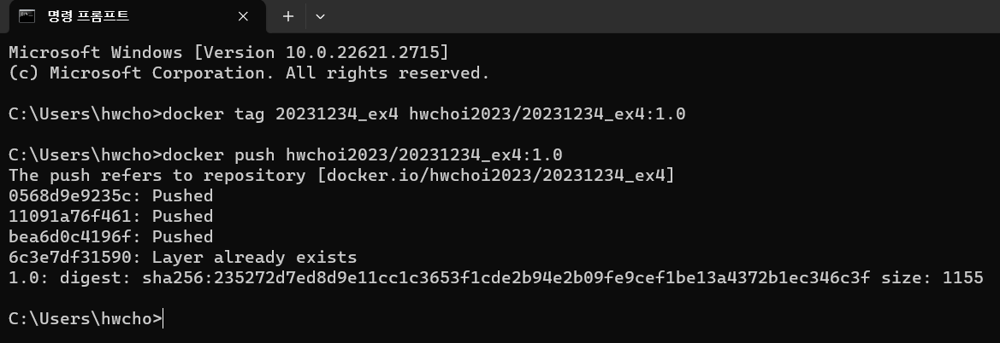 명령 프롬프트
Microsoft Windows [Version 10.0.22621.2715]
(c) Microsoft Corporation. All rights reserved.
C:\Users\hwcho>docker tag 20231234_ex4 hwchoi2023/20231234_ex4:1.0
C:\Users\hwcho>docker push hwchoi2023/20231234_ex4:1.0
The push refers to repository [docker.io/hwchoi2023/20231234_ex4]
0568d9e9235c: Pushed
11091a76f461: Pushed
bea6d0c4196f: Pushed
6c3e7df31590: Layer already exists
1.0: digest: sha256:235272d7ed8d9e11cc1c3653f1cde2b94e2b09fe9cef1be13a4372b1ec346c3f size: 1155
C:\Users\hwcho>